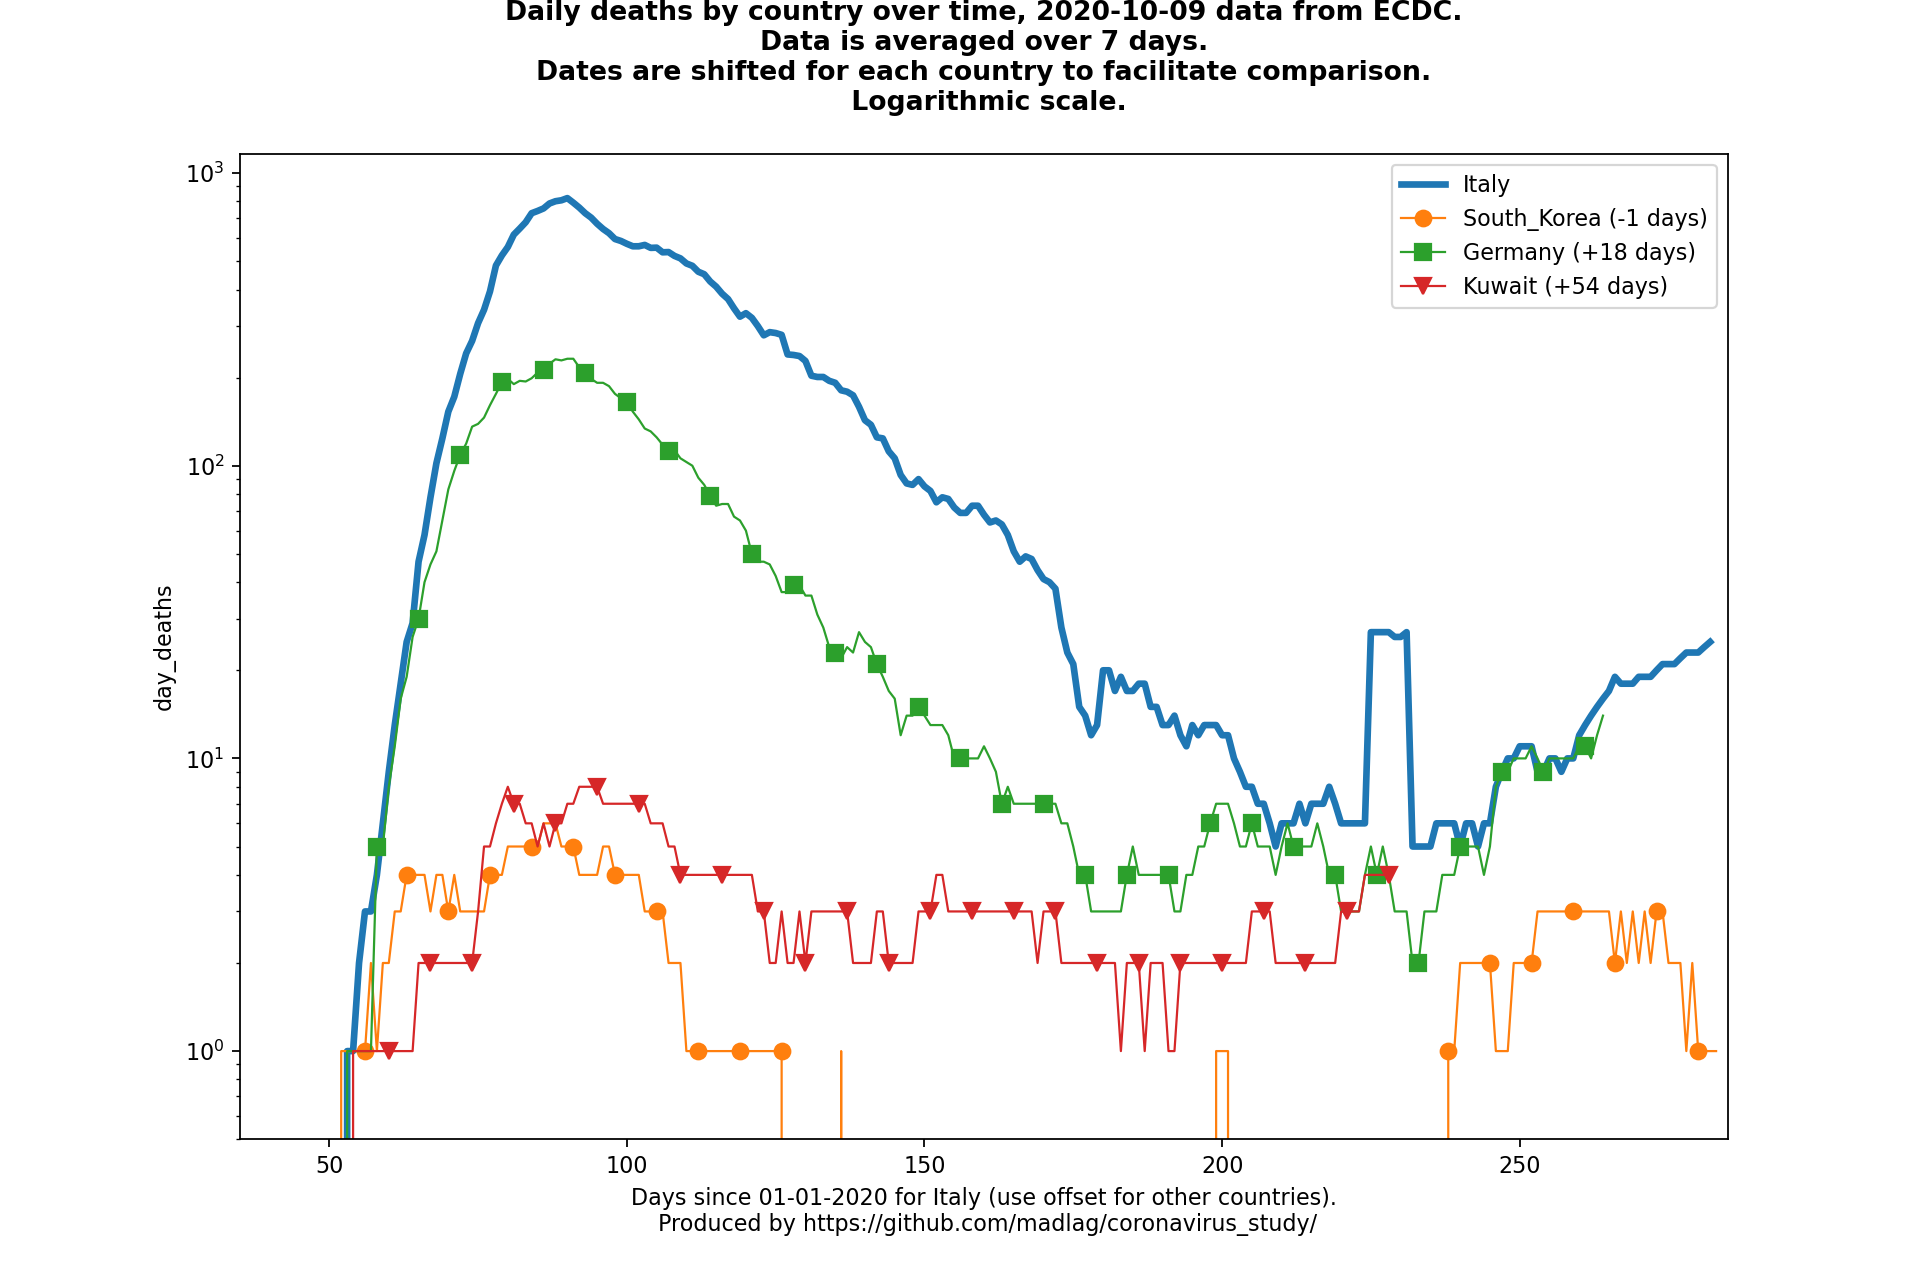 Daily deaths by country over time, 2020-10-09 data from ECDC.
Data is averaged over 7 days.
Dates are shifted for each country to facilitate comparison.
Logarithmic scale.
10³
10²
10¹
10⁰
day_deaths
Italy
South_Korea (-1 days)
Germany (+18 days)
Kuwait (+54 days)
50 100 150 200 250
Days since 01-01-2020 for Italy (use offset for other countries).
Produced by https://github.com/madlag/coronavirus_study/